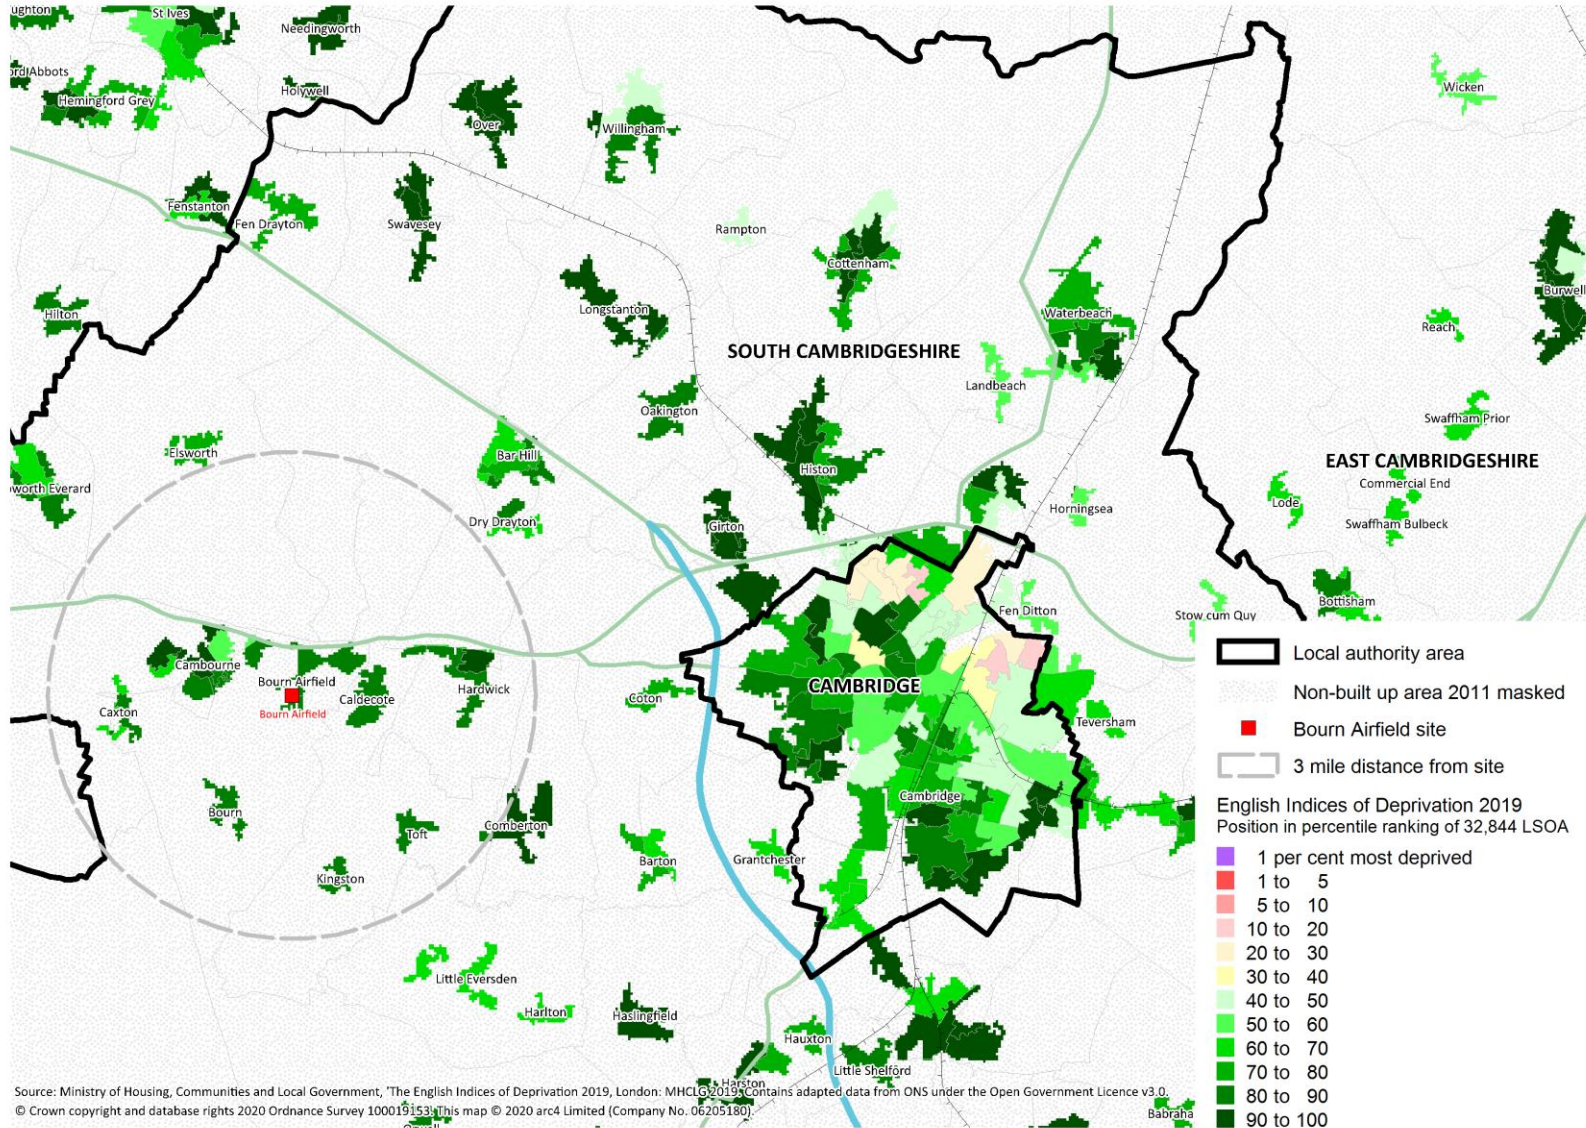 ughton
St Ives
Needingworth
ord Abbots
Hemingford Grey
Holywell
Over
Willingham
Wicken
Fenstanton
Fen Drayton
Swavesey
Rampton
Cottenham
Hilton
Longstanton
Waterbeach
Burwell
Reach
SOUTH CAMBRIDGESHIRE
Landbeach
Oakington
Swaffham Prior
Elsworth
Bar Hill
Histon
EAST CAMBRIDGESHIRE
Commercial End
worth Everard
Dry Drayton
Girton
Horningsea
Lode
Swaffham Bulbeck
Bottisham
Fen Ditton
Stow cum Quy
Cambourne
Bourn Airfield
Hardwick
Caldecote
Bourn Airfield
Caxton
Coton
CAMBRIDGE
Teversham
Cambridge
Bourn
Toft
Comberton
Kingston
Barton
Grantchester
Little Eversden
Harlton
Haslingfield
Hauxton
Little Shelford
Harston
Babraha
Local authority area
Non-built up area 2011 masked
Bourn Airfield site
3 mile distance from site
English Indices of Deprivation 2019
Position in percentile ranking of 32,844 LSOA
1 per cent most deprived
1 to 5
5 to 10
10 to 20
20 to 30
30 to 40
40 to 50
50 to 60
60 to 70
70 to 80
80 to 90
90 to 100
Source: Ministry of Housing, Communities and Local Government, 'The English Indices of Deprivation 2019, London: MHCLG 2019. Contains adapted data from ONS under the Open Government Licence v3.0.
© Crown copyright and database rights 2020 Ordnance Survey 100019153. This map © 2020 arc4 Limited (Company No. 06205180).